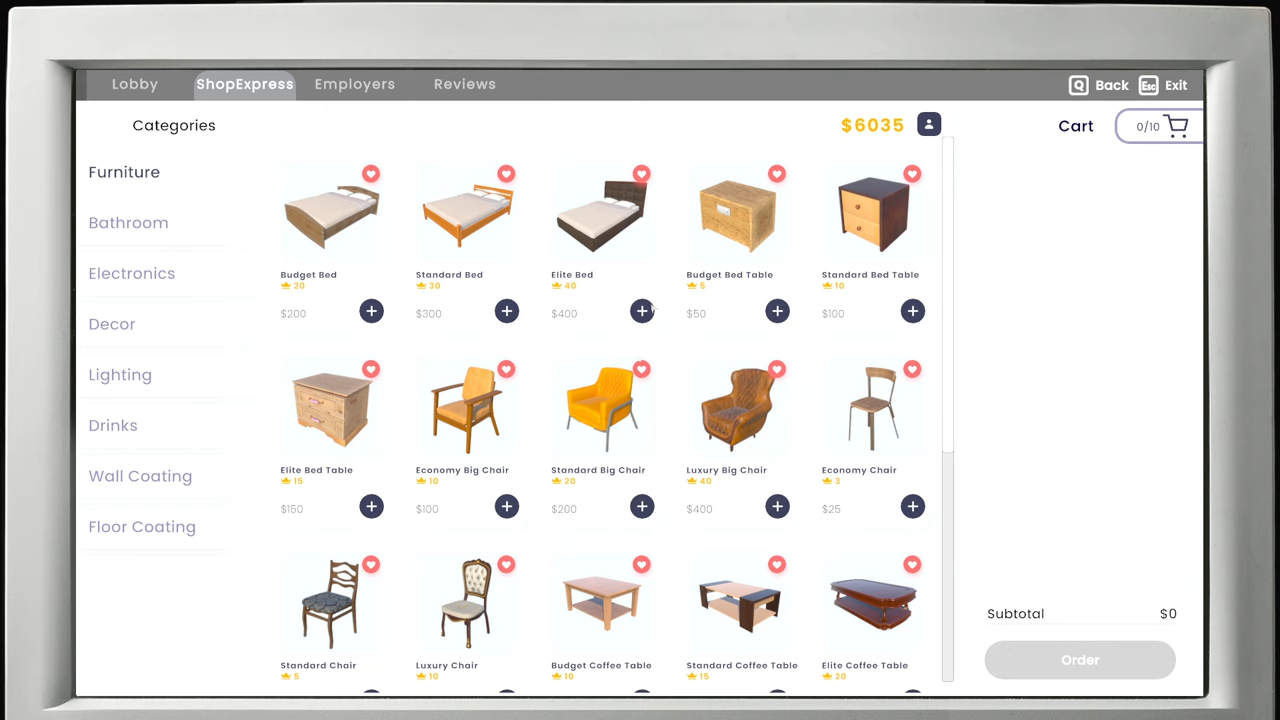 Lobby ShopExpress Employers Reviews Q Back Esc Exit
Categories $6035 Cart 0/10
Furniture
Bathroom
Electronics
Decor
Lighting
Drinks
Wall Coating
Floor Coating
Budget Bed Standard Bed Elite Bed Budget Bed Table Standard Bed Table
20 30 40 5 10
$200 $300 $400 $50 $100
Elite Bed Table Economy Big Chair Standard Big Chair Luxury Big Chair Economy Chair
15 10 20 40 3
$150 $100 $200 $400 $25
Standard Chair Luxury Chair Budget Coffee Table Standard Coffee Table Elite Coffee Table
5 10 10 15 20
Subtotal $0
Order